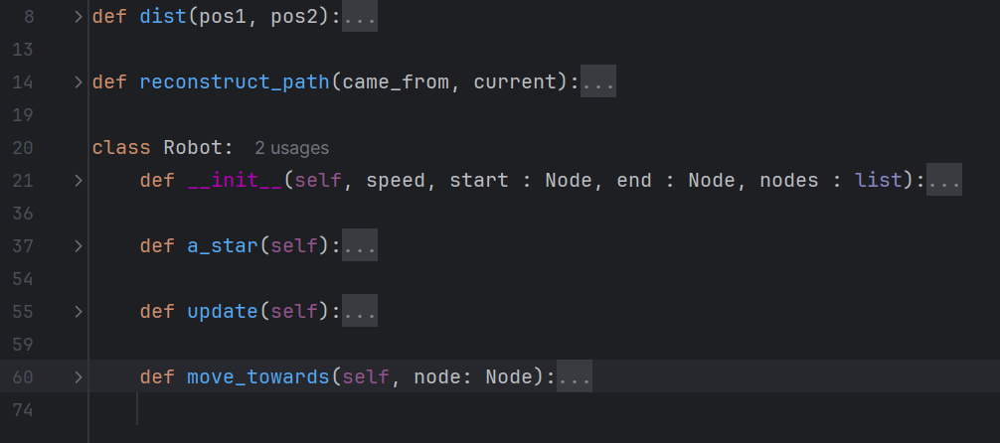 8 def dist(pos1, pos2):...
13
14 def reconstruct_path(came_from, current):...
19
20 class Robot: 2 usages
21 def __init__(self, speed, start : Node, end : Node, nodes : list):...
36
37 def a_star(self):...
54
55 def update(self):...
59
60 def move_towards(self, node: Node):...
74